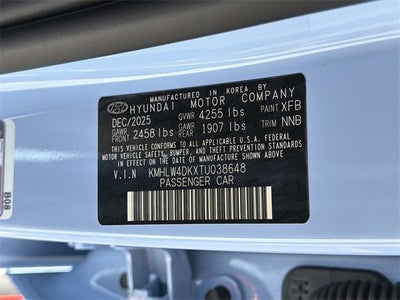 MANUFACTURED IN KOREA BY
HYUNDAI MOTOR COMPANY
DEC/2025 GVWR 4255 lbs PAINT XFB
GAWR FRONT 2458 lbs GAWR REAR 1907 lbs TRIM NNB
THIS VEHICLE CONFORMS TO ALL APPLICABLE U.S.A. FEDERAL
MOTOR VEHICLE SAFETY, BUMPER, AND THEFT PREVENTION STANDARDS
IN EFFECT ON THE DATE OF MANUFACTURE SHOWN ABOVE.
V.I.N KMHLW4DKXTU038648
PASSENGER CAR
B08